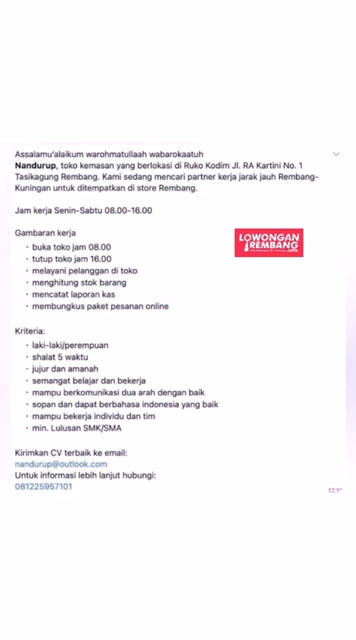 Assalamu'alaikum warohmatullaah wabarokaatuh
Nandurup, toko kemasan yang berlokasi di Ruko Kodim Jl. RA Kartini No. 1
Tasikagung Rembang. Kami sedang mencari partner kerja jarak jauh Rembang-
Kuningan untuk ditempatkan di store Rembang.
Jam kerja Senin-Sabtu 08.00-16.00
Gambaran kerja
• buka toko jam 08.00
• tutup toko jam 16.00
• melayani pelanggan di toko
• menghitung stok barang
• mencatat laporan kas
• membungkus paket pesanan online
LOWONGAN
REMBANG
Kriteria:
• laki-laki/perempuan
• shalat 5 waktu
• jujur dan amanah
• semangat belajar dan bekerja
• mampu berkomunikasi dua arah dengan baik
• sopan dan dapat berbahasa indonesia yang baik
• mampu bekerja individu dan tim
• min. Lulusan SMK/SMA
Kirimkan CV terbaik ke email:
nandurup@outlook.com
Untuk informasi lebih lanjut hubungi:
081225957101